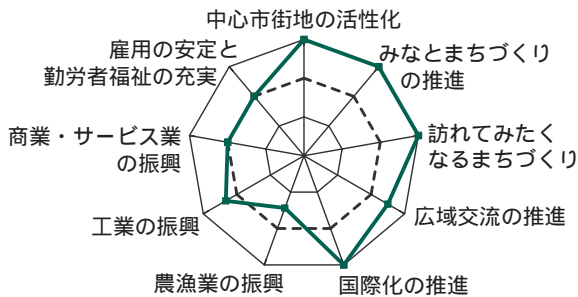 中心市街地の活性化
みなとまちづくり
の推進
訪れてみたく
なるまちづくり
広域交流の推進
国際化の推進
農漁業の振興
工業の振興
商業・サービス業
の振興
雇用の安定と
勤労者福祉の充実